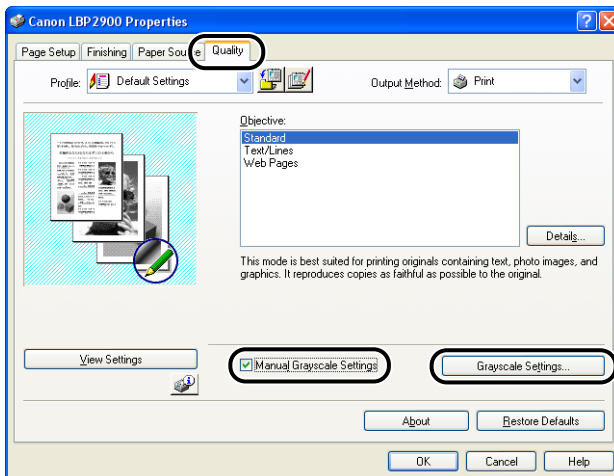 Canon LBP2900 Properties
Page Setup Finishing Paper Source Quality
Profile: Default Settings Output Method: Print
Objective:
Standard
Text/Lines
Web Pages
Details...
This mode is best suited for printing originals containing text, photo images, and
graphics. It reproduces copies as faithful as possible to the original.
View Settings Manual Grayscale Settings Grayscale Settings...
About Restore Defaults
OK Cancel Help